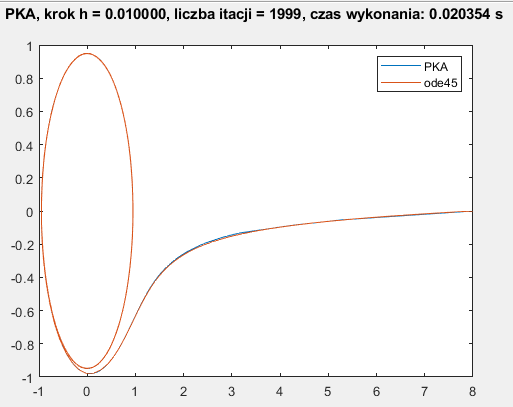 PKA, krok h = 0.010000, liczba itacji = 1999, czas wykonania: 0.020354 s
1
0.8
0.6
0.4
0.2
0
-0.2
-0.4
-0.6
-0.8
-1
PKA
ode45
-1 0 1 2 3 4 5 6 7 8